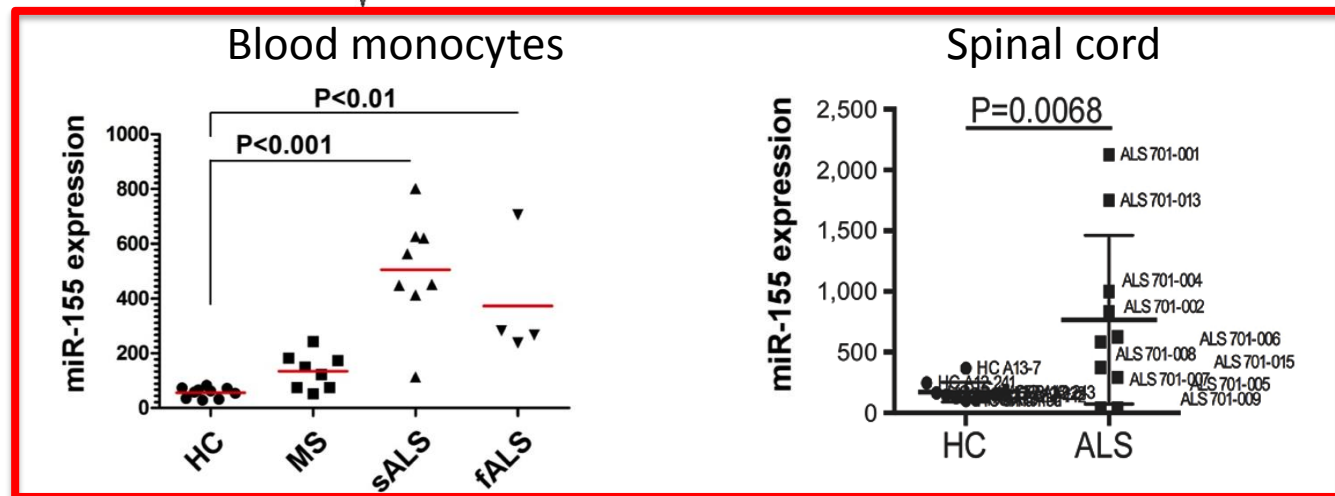 Blood monocytes
Spinal cord
miR-155 expression
P<0.01
P<0.001
1000
800
600
400
200
0
HC
MS
sALS
fALS
miR-155 expression
2,500
2,000
1,500
1,000
500
0
P=0.0068
ALS 701-001
ALS 701-013
ALS 701-004
ALS 701-002
ALS 701-006
ALS 701-008
ALS 701-015
ALS 701-007
ALS 701-005
ALS 701-009
HC A13-7
HC
ALS